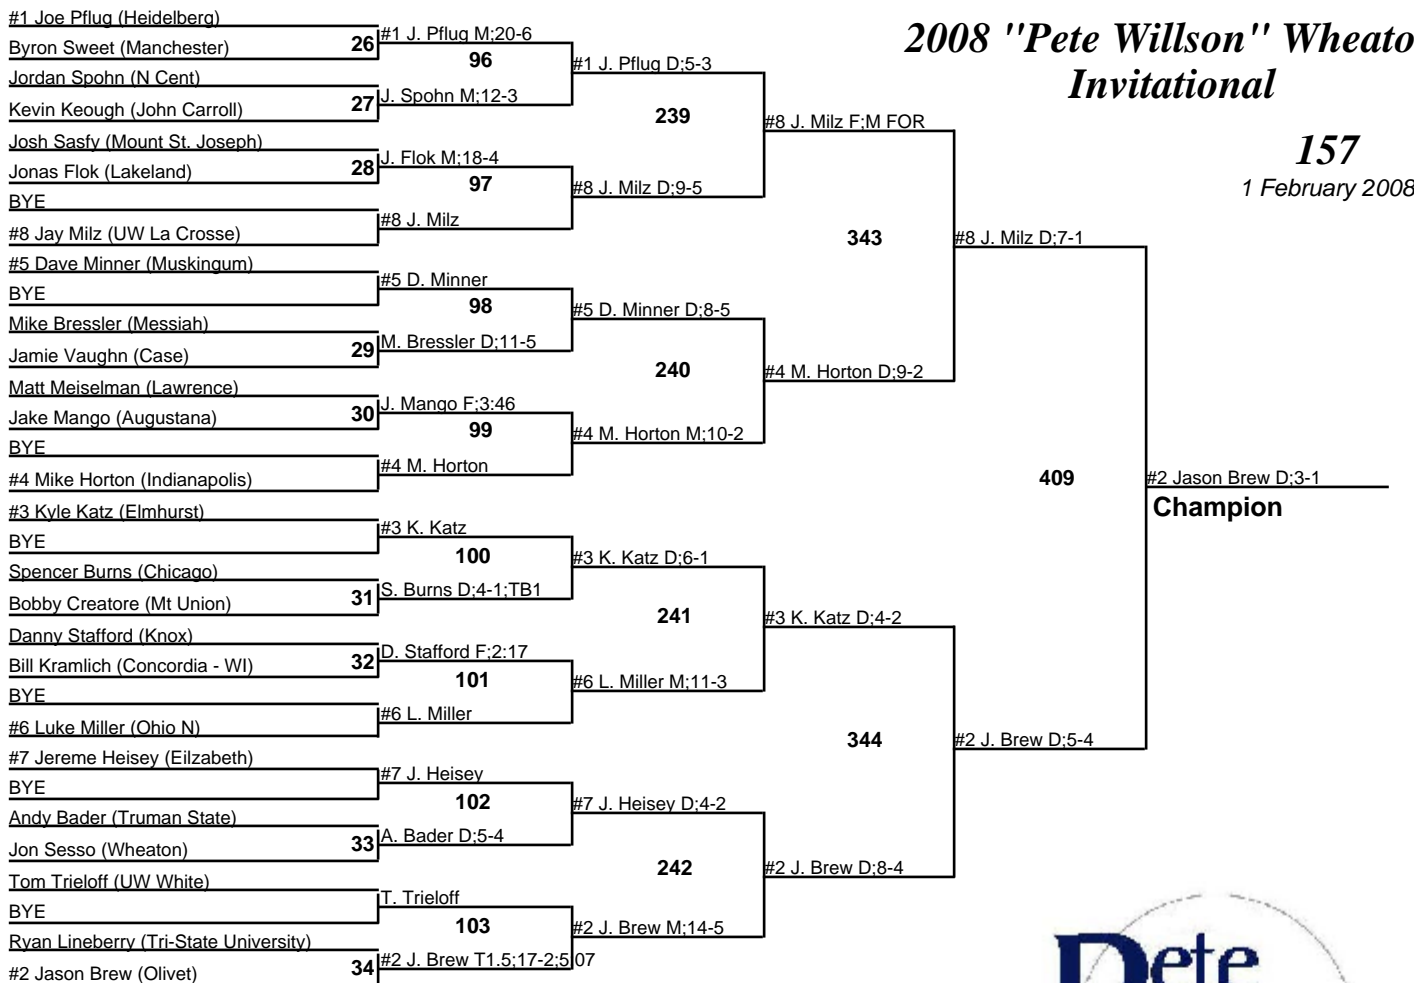 2008 "Pete Willson" Wheato
Invitational
157
1 February 2008
#1 Joe Pflug (Heidelberg)
Byron Sweet (Manchester)
Jordan Spohn (N Cent)
Kevin Keough (John Carroll)
Josh Sasfy (Mount St. Joseph)
Jonas Flok (Lakeland)
BYE
#8 Jay Milz (UW La Crosse)
#5 Dave Minner (Muskingum)
BYE
Mike Bressler (Messiah)
Jamie Vaughn (Case)
Matt Meiselman (Lawrence)
Jake Mango (Augustana)
BYE
#4 Mike Horton (Indianapolis)
#3 Kyle Katz (Elmhurst)
BYE
Spencer Burns (Chicago)
Bobby Creatore (Mt Union)
Danny Stafford (Knox)
Bill Kramlich (Concordia - WI)
BYE
#6 Luke Miller (Ohio N)
#7 Jereme Heisey (Eilzabeth)
BYE
Andy Bader (Truman State)
Jon Sesso (Wheaton)
Tom Trieloff (UW White)
BYE
Ryan Lineberry (Tri-State University)
#2 Jason Brew (Olivet)
26
27
28
29
30
31
32
33
34
#1 J. Pflug M;20-6
96
J. Spohn M;12-3
J. Flok M;18-4
97
#8 J. Milz
#5 D. Minner
98
M. Bressler D;11-5
J. Mango F;3:46
99
#4 M. Horton
#3 K. Katz
100
S. Burns D;4-1;TB1
D. Stafford F;2:17
101
#6 L. Miller
#7 J. Heisey
102
A. Bader D;5-4
T. Trieloff
103
#2 J. Brew T1.5;17-2;5:07
#1 J. Pflug D;5-3
239
#8 J. Milz D;9-5
#5 D. Minner D;8-5
240
#4 M. Horton M;10-2
#3 K. Katz D;6-1
241
#6 L. Miller M;11-3
#7 J. Heisey D;4-2
242
#2 J. Brew M;14-5
#8 J. Milz F;M FOR
343
#4 M. Horton D;9-2
#3 K. Katz D;4-2
344
#2 J. Brew D;8-4
#8 J. Milz D;7-1
409
#2 J. Brew D;5-4
#2 Jason Brew D;3-1
Champion
Pete